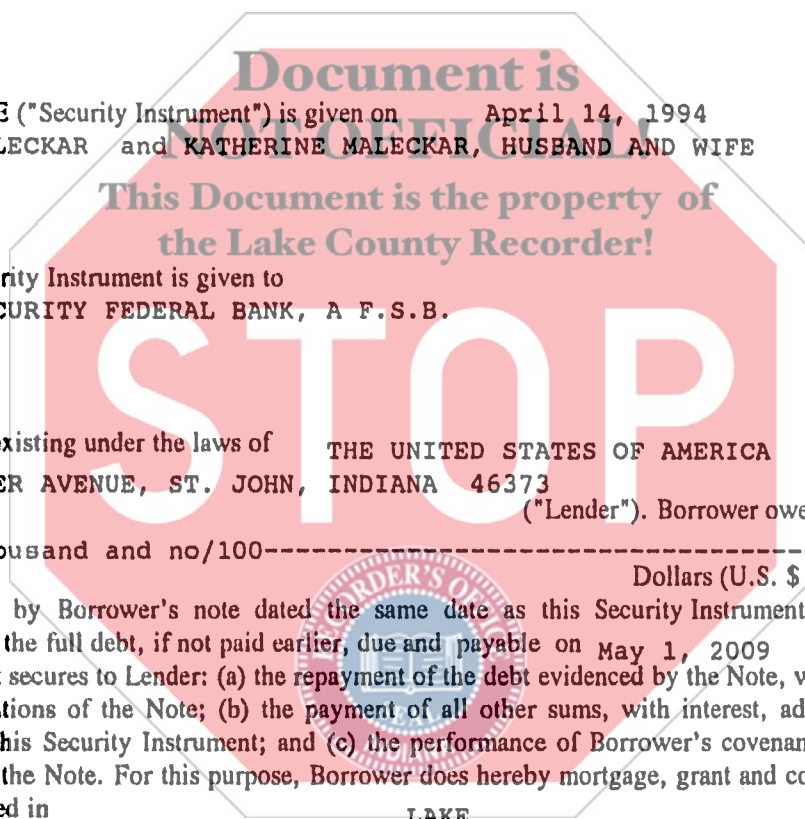 Document is
E ("Security Instrument") is given on April 14, 1994
NOT OFFICIAL!
LECKAR and KATHERINE MALECKAR, HUSBAND AND WIFE
This Document is the property of
the Lake County Recorder!
rity Instrument is given to
CURITY FEDERAL BANK, A F.S.B.
STOP
existing under the laws of THE UNITED STATES OF AMERICA
ER AVENUE, ST. JOHN, INDIANA 46373
("Lender"). Borrower owe
ousand and no/100-----------------------------------
Dollars (U.S. $
RECORDER'S OFFICE
by Borrower's note dated the same date as this Security Instrument
the full debt, if not paid earlier, due and payable on May 1, 2009
secures to Lender: (a) the repayment of the debt evidenced by the Note, w
tions of the Note; (b) the payment of all other sums, with interest, ad
his Security Instrument; and (c) the performance of Borrower's covenan
the Note. For this purpose, Borrower does hereby mortgage, grant and co
ed in LAKE